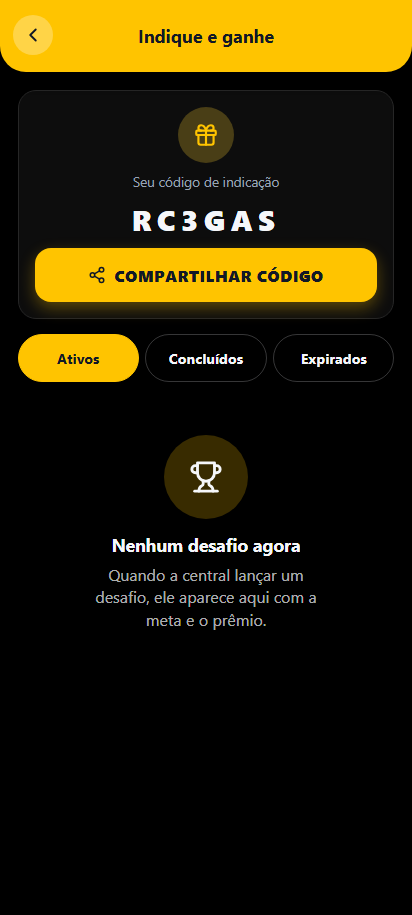 Indique e ganhe
Seu código de indicação
RC3GAS
COMPARTILHAR CÓDIGO
Ativos
Concluídos
Expirados
Nenhum desafio agora
Quando a central lançar um
desafio, ele aparece aqui com a
meta e o prêmio.